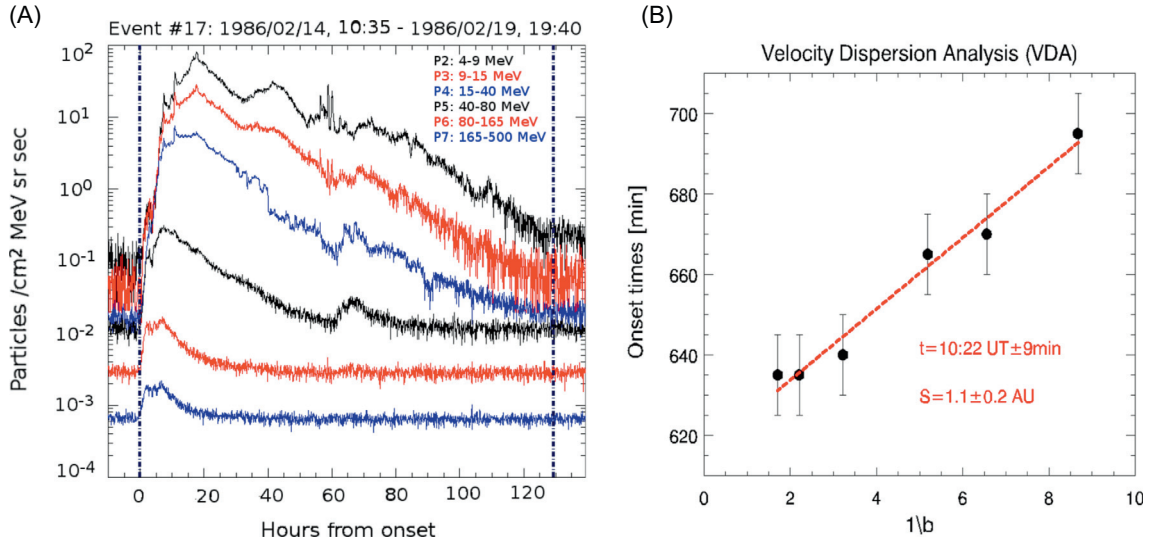 (A)
Event #17: 1986/02/14, 10:35 - 1986/02/19, 19:40
P2: 4-9 MeV
P3: 9-15 MeV
P4: 15-40 MeV
P5: 40-80 MeV
P6: 80-165 MeV
P7: 165-500 MeV
Particles /cm2 MeV sr sec
10^2
10^1
10^0
10^-1
10^-2
10^-3
10^-4
0 20 40 60 80 100 120
Hours from onset
(B)
Velocity Dispersion Analysis (VDA)
Onset times [min]
700
680
660
640
620
t=10:22 UT±9min
S=1.1±0.2 AU
0 2 4 6 8 10
1\b